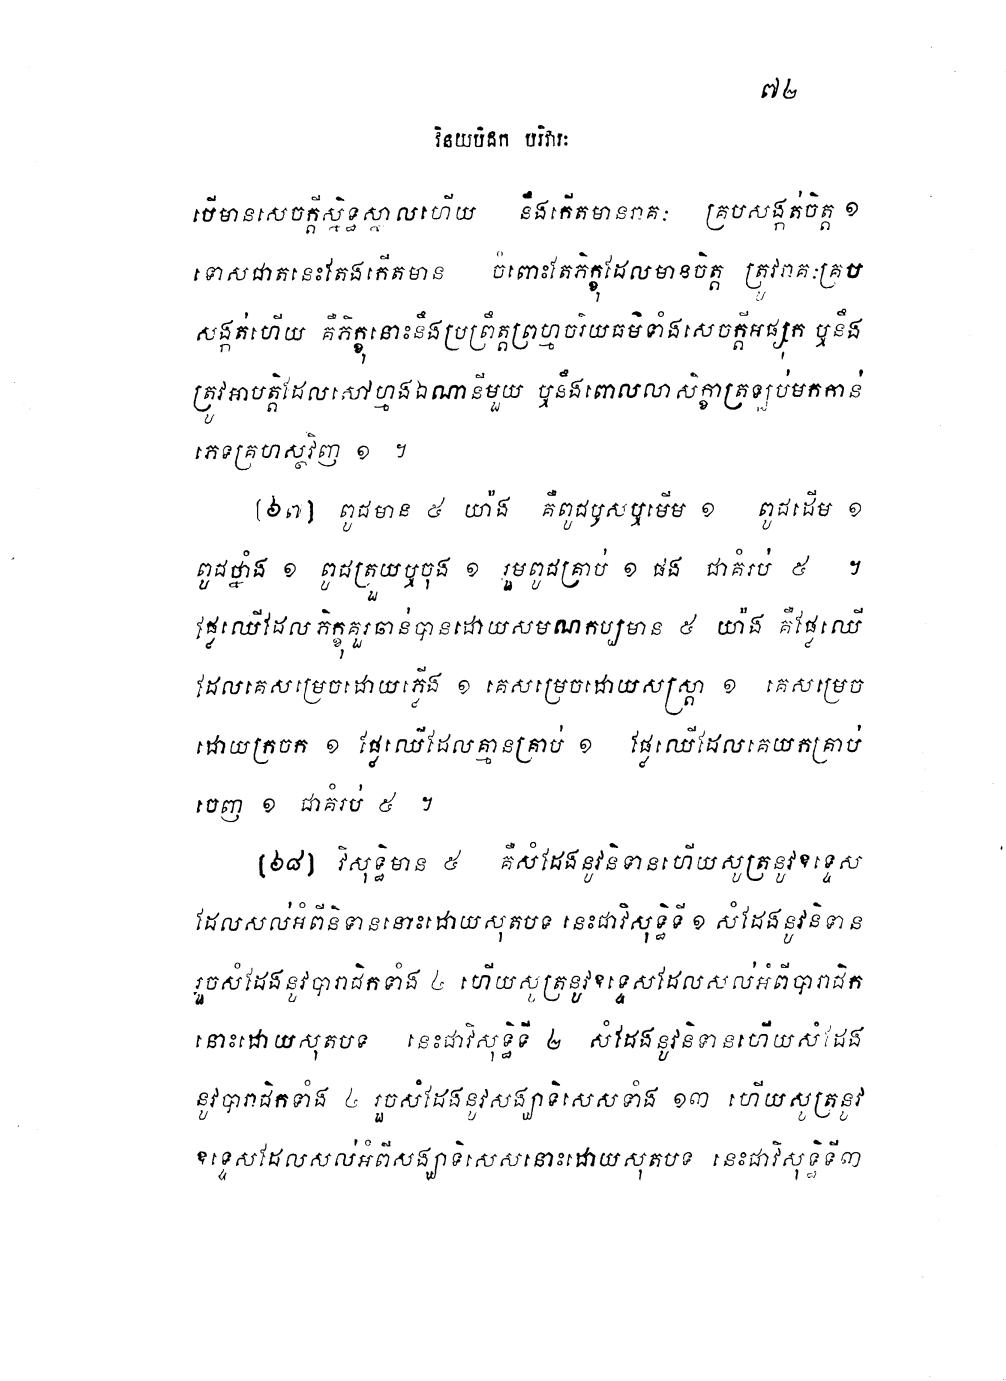 ៧៤
វិនយបិដក បរិវារៈ
បើមានសេចក្តីស្និទ្ធស្នាលហើយ នឹងកើតមានរាគៈ គ្របសង្កត់ចិត្ត ១
ទោសជាតនេះតែងកើតមាន ចំពោះតែភិក្ខុដែលមានចិត្ត ត្រូវរាគៈគ្រប
សង្កត់ហើយ គឺភិក្ខុនោះនឹងប្រព្រឹត្តព្រហ្មចរិយធម៌ទាំងសេចក្តីអផ្សុក ឬនឹង
ត្រូវអាបត្តិដែលសៅហ្មងឯណានីមួយ ឬនឹងពោលលាសិក្ខាត្រឡប់មកកាន់
ភេទគ្រហស្ថវិញ ១ ។
[៦៧] ពូជមាន ៥ យ៉ាង គឺពូជឫសឬមើម ១ ពូជដើម ១
ពូជថ្នាំង ១ ពូជត្រួយឬចុង ១ រួមពូជគ្រាប់ ១ ផង ជាគំរប់ ៥ ។
ផ្លែឈើដែលភិក្ខុគួរឆាន់បានដោយសមណកប្បមាន ៥ យ៉ាង គឺផ្លែឈើ
ដែលគេសម្រេចដោយភ្លើង ១ គេសម្រេចដោយសស្ត្រា ១ គេសម្រេច
ដោយក្រចក ១ ផ្លែឈើដែលគ្មានគ្រាប់ ១ ផ្លែឈើដែលគេយកគ្រាប់
ចេញ ១ ជាគំរប់ ៥ ។
[៦៨] វិសុទ្ធិមាន ៥ គឺសំដែងនូវនិទានហើយសូត្រនូវឧទ្ទេស
ដែលសល់អំពីនិទាននោះដោយសុតបទ នេះជាវិសុទ្ធិទី ១ សំដែងនូវនិទាន
រួចសំដែងនូវបារាជិកទាំង ៤ ហើយសូត្រនូវឧទ្ទេសដែលសល់អំពីបារាជិក
នោះដោយសុតបទ នេះជាវិសុទ្ធិទី ២ សំដែងនូវនិទានហើយសំដែង
នូវបារាជិកទាំង ៤ រួចសំដែងនូវសង្ឃាទិសេសទាំង ១៣ ហើយសូត្រនូវ
ឧទ្ទេសដែលសល់អំពីសង្ឃាទិសេសនោះដោយសុតបទ នេះជាវិសុទ្ធិទី៣